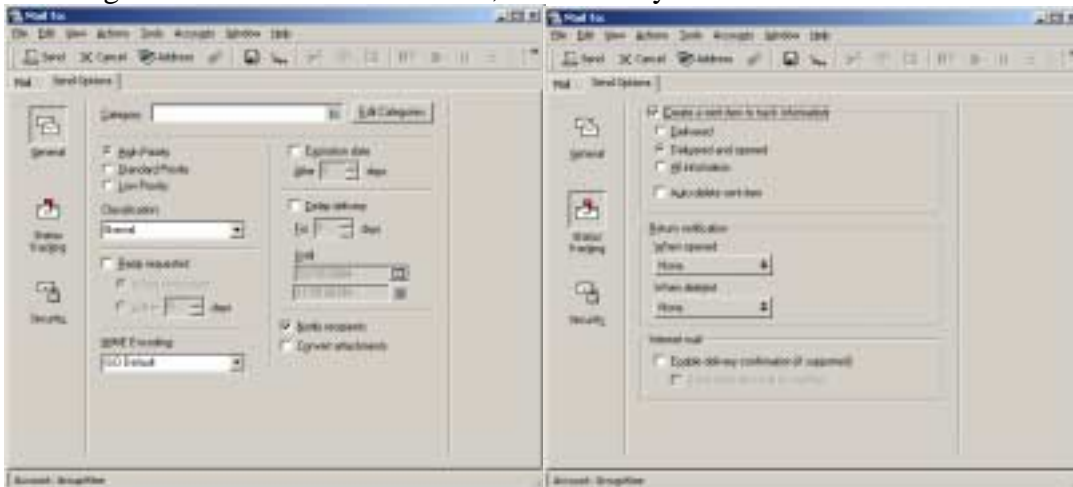 Mail to:
File Edit View Actions Tools Accounts Window Help
Send Cancel Address
Mail Send Options
General
Status Tracking
Security
Category: Edit Categories
High Priority
Standard Priority
Low Priority
Classification
Normal
Reply requested
days
MIME Encoding
Default
Expiration date
After days
Delay delivery
For days
Until
Notify recipients
Convert attachments
Account: GroupWise
Mail to:
File Edit View Actions Tools Accounts Window Help
Send Cancel Address
Mail Send Options
General
Status Tracking
Security
Create a sent item to track information
Delivered
Delivered and opened
All information
Auto-delete sent item
Return notification
When opened
None
When deleted
None
Internet mail
Enable delivery confirmation (if supported)
Account: GroupWise